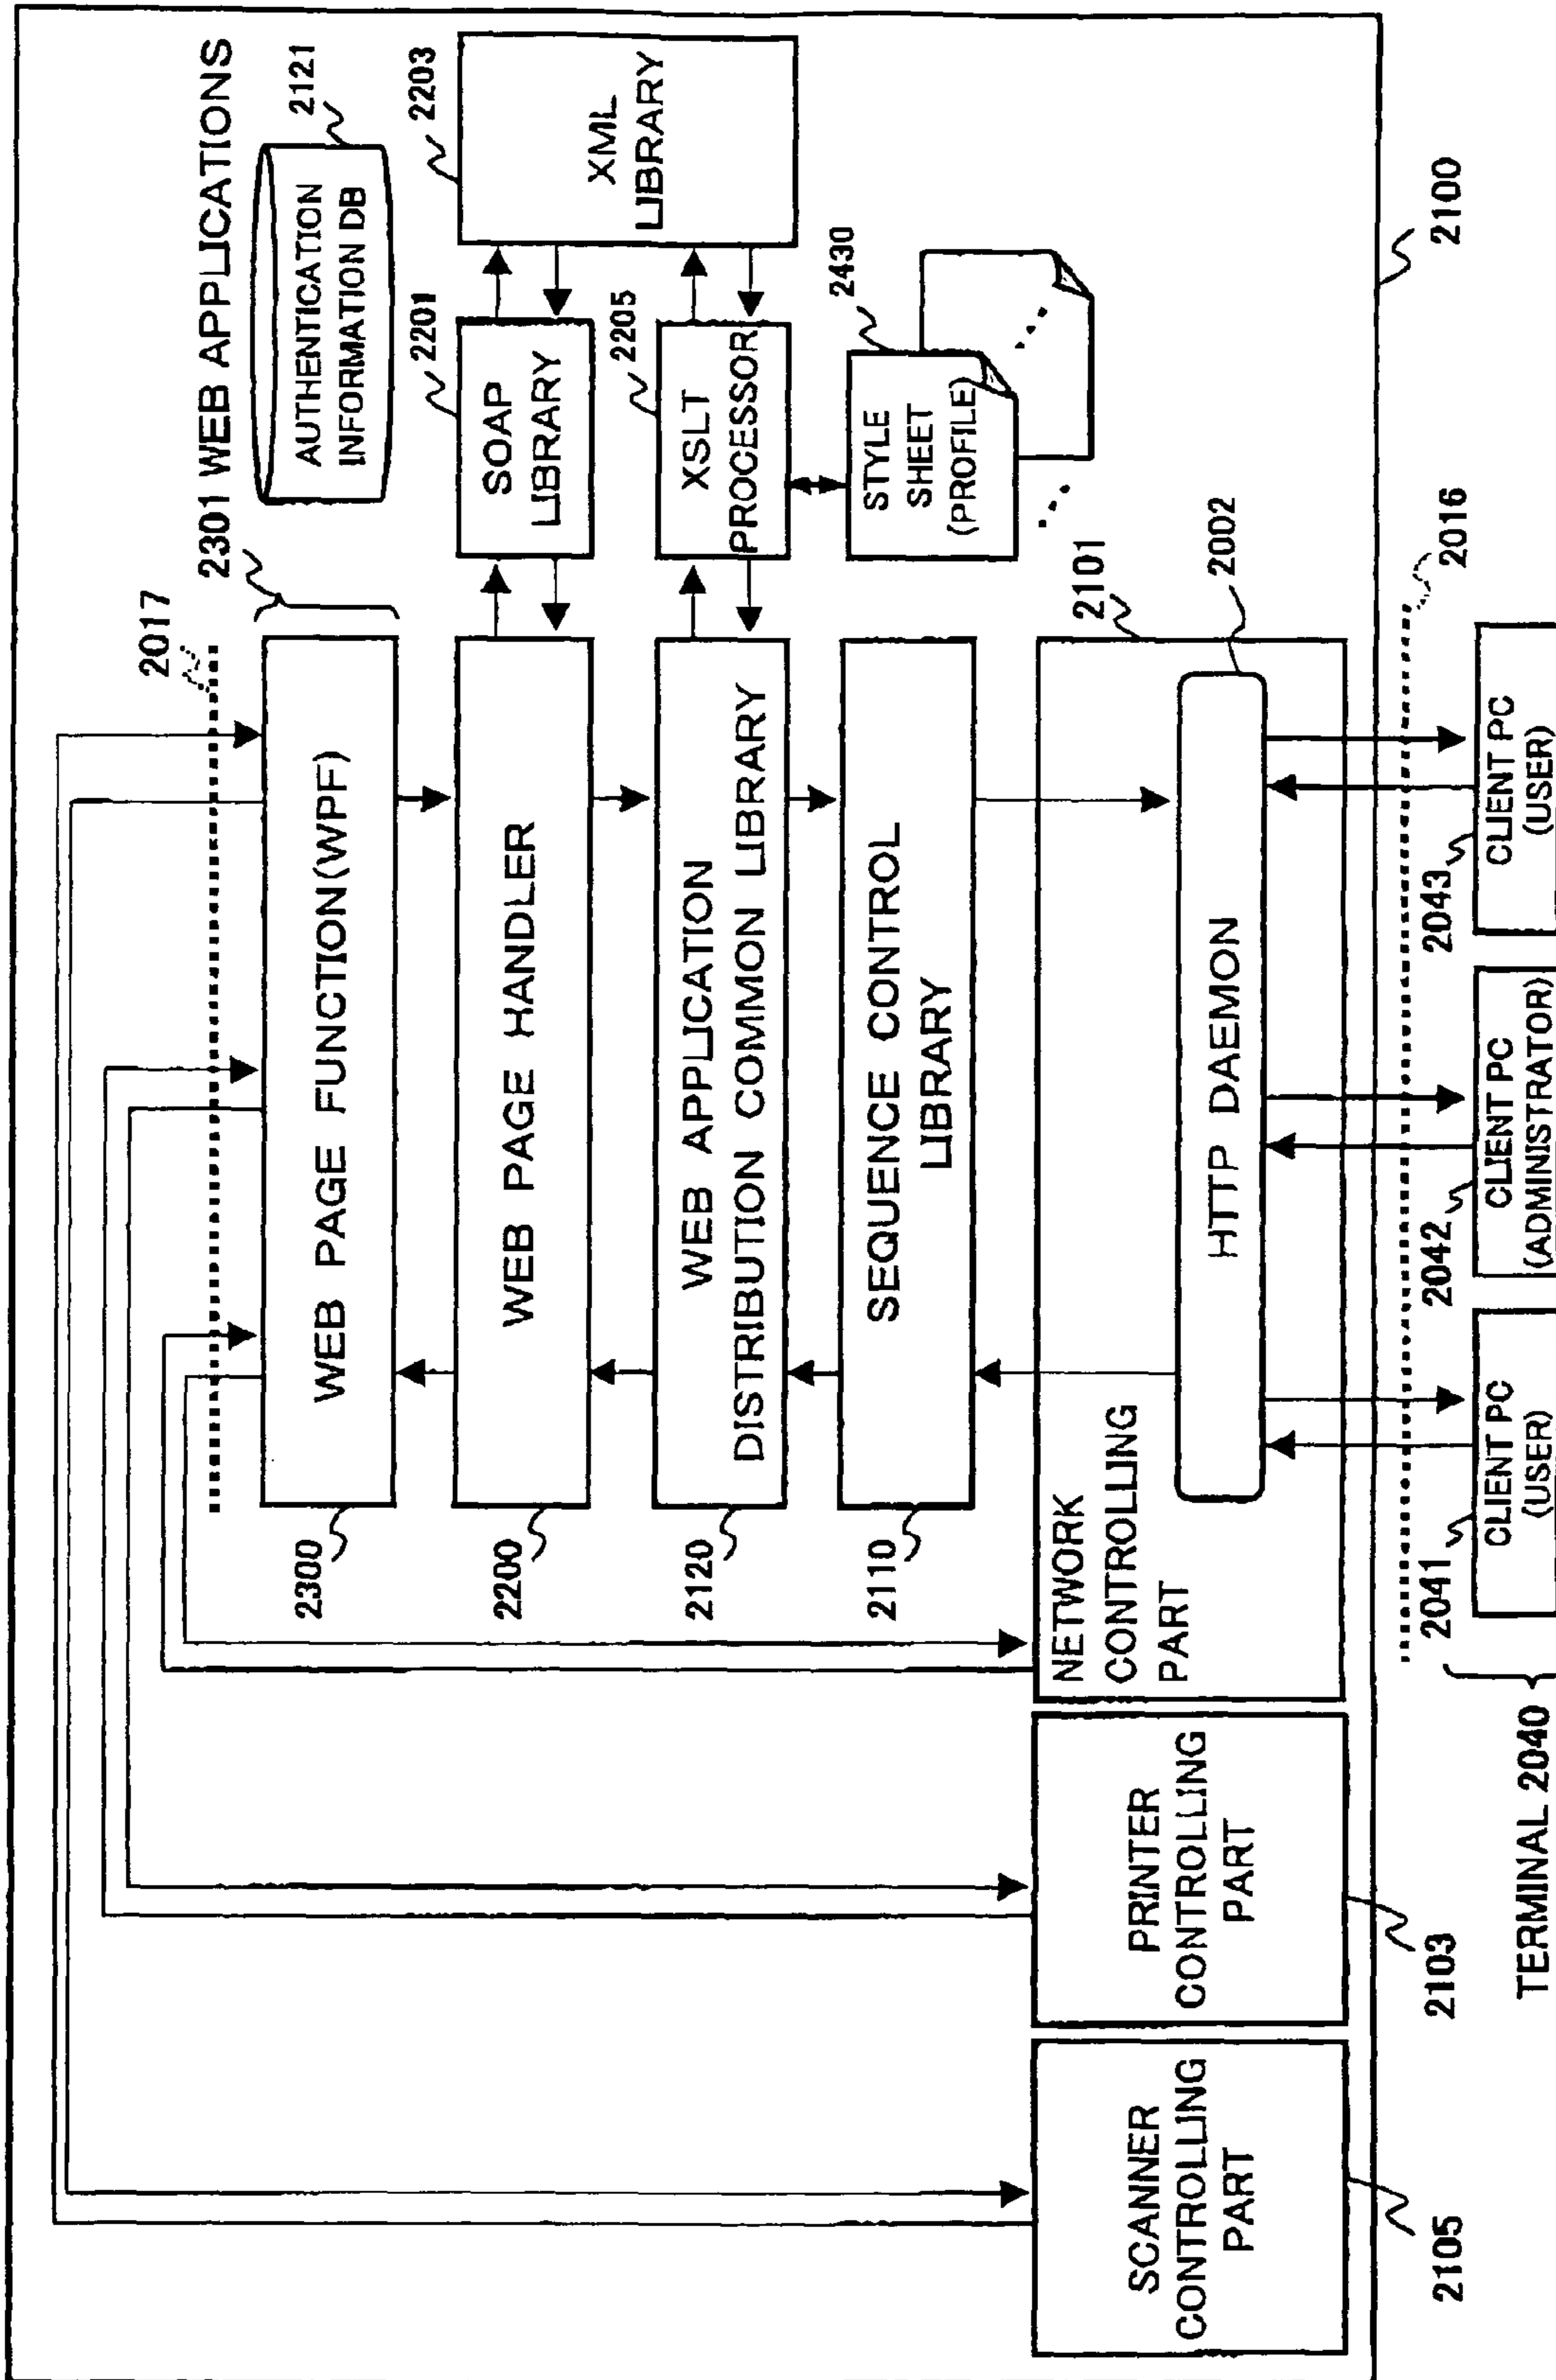 2017
2301 WEB APPLICATIONS
WEB PAGE FUNCTION(WPF)
2300
AUTHENTICATION
INFORMATION DB
2121
WEB PAGE HANDLER
2200
SOAP
LIBRARY
2201
XML
LIBRARY
2203
WEB APPLICATION
DISTRIBUTION COMMON LIBRARY
2120
XSLT
PROCESSOR
2205
SEQUENCE CONTROL
LIBRARY
2110
STYLE
SHEET
(PROFILE)
2430
SCANNER
CONTROLLING
PART
2105
PRINTER
CONTROLLING
PART
2103
NETWORK
CONTROLLING
PART
2101
HTTP DAEMON
2002
2100
2016
TERMINAL 2040
2041
CLIENT PC
(USER)
2042
CLIENT PC
(ADMINISTRATOR)
2043
CLIENT PC
(USER)